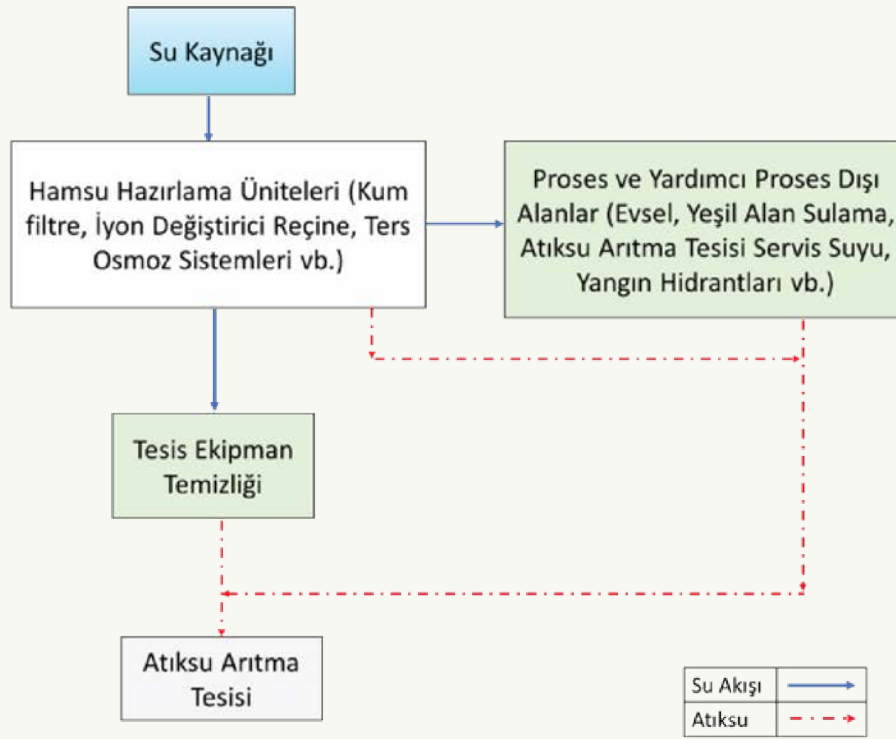 Su Kaynağı
Hamsu Hazırlama Üniteleri (Kum
filtre, İyon Değiştirici Reçine, Ters
Osmoz Sistemleri vb.)
Proses ve Yardımcı Proses Dışı
Alanlar (Evsel, Yeşil Alan Sulama,
Atıksu Arıtma Tesisi Servis Suyu,
Yangın Hidrantları vb.)
Tesis Ekipman
Temizliği
Atıksu Arıtma
Tesisi
Su Akışı
Atıksu